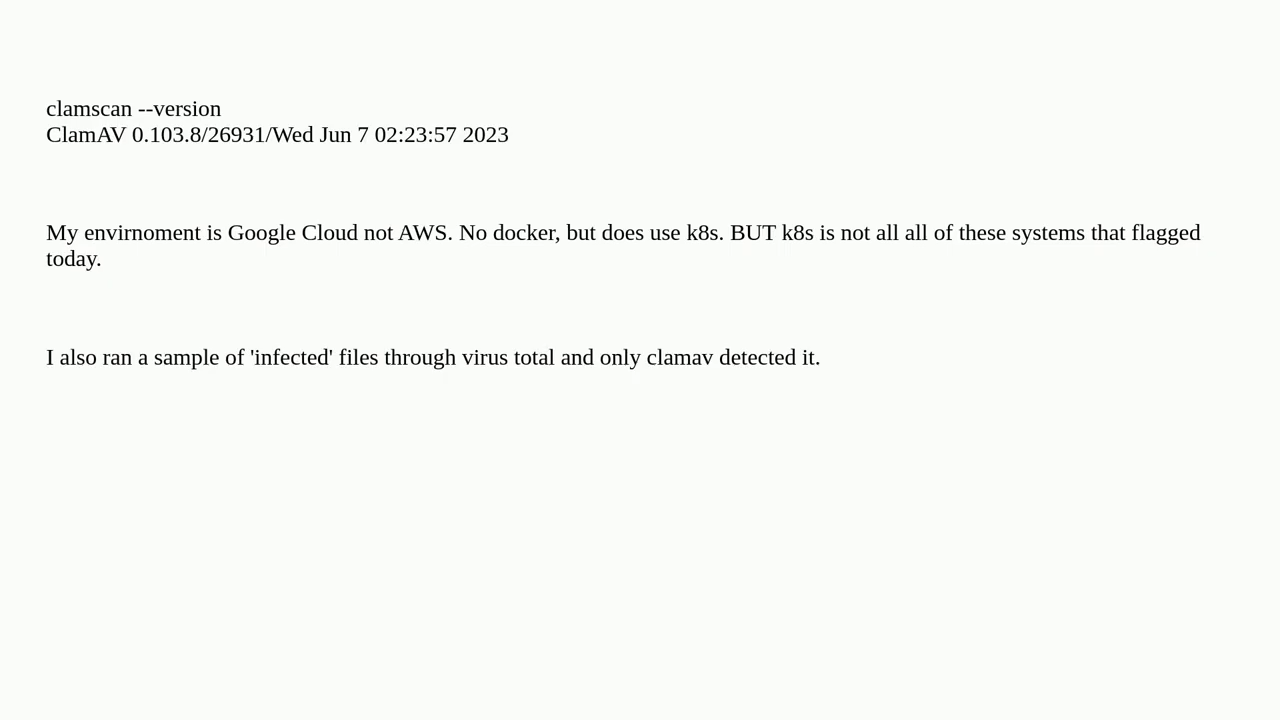 clamscan --version
ClamAV 0.103.8/26931/Wed Jun 7 02:23:57 2023
My envirnoment is Google Cloud not AWS. No docker, but does use k8s. BUT k8s is not all all of these systems that flagged
today.
I also ran a sample of 'infected' files through virus total and only clamav detected it.